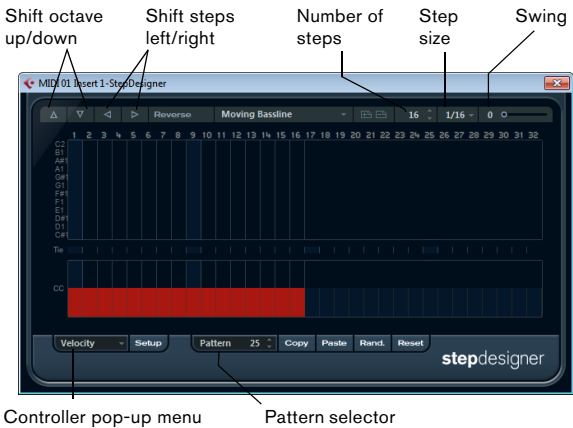 Shift octave up/down
Shift steps left/right
Number of steps
Step size
Swing
MIDI 01 Insert 1-StepDesigner
Reverse Moving Bassline 16 1/16 0
1 2 3 4 5 6 7 8 9 10 11 12 13 14 15 16 17 18 19 20 21 22 23 24 25 26 27 28 29 30 31 32
C2
B1
A#1
A1
G#1
G1
F#1
F1
E1
D#1
D1
C#1
Tie
CC
Velocity Setup Pattern 25 Copy Paste Rand. Reset
stepdesigner
Controller pop-up menu
Pattern selector